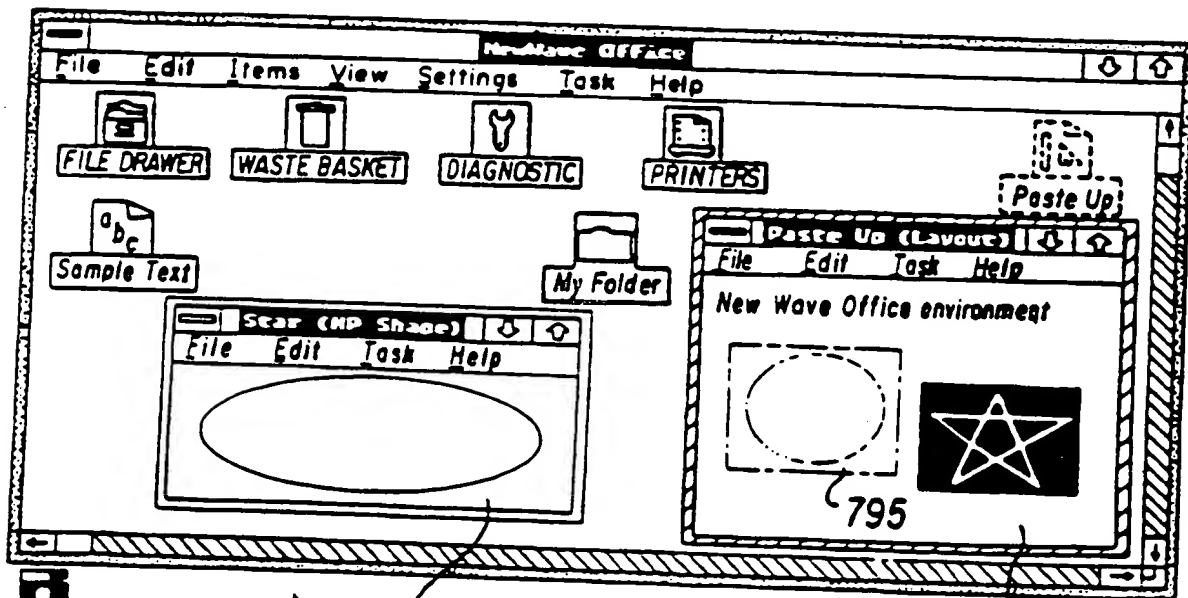 NewWave Office
File Edit Items View Settings Task Help
FILE DRAWER WASTE BASKET DIAGNOSTIC PRINTERS
Paste Up
abc
Sample Text
My Folder
Paste Up (Layout)
File Edit Task Help
New Wave Office environment
Star (HP Shape)
File Edit Task Help
795